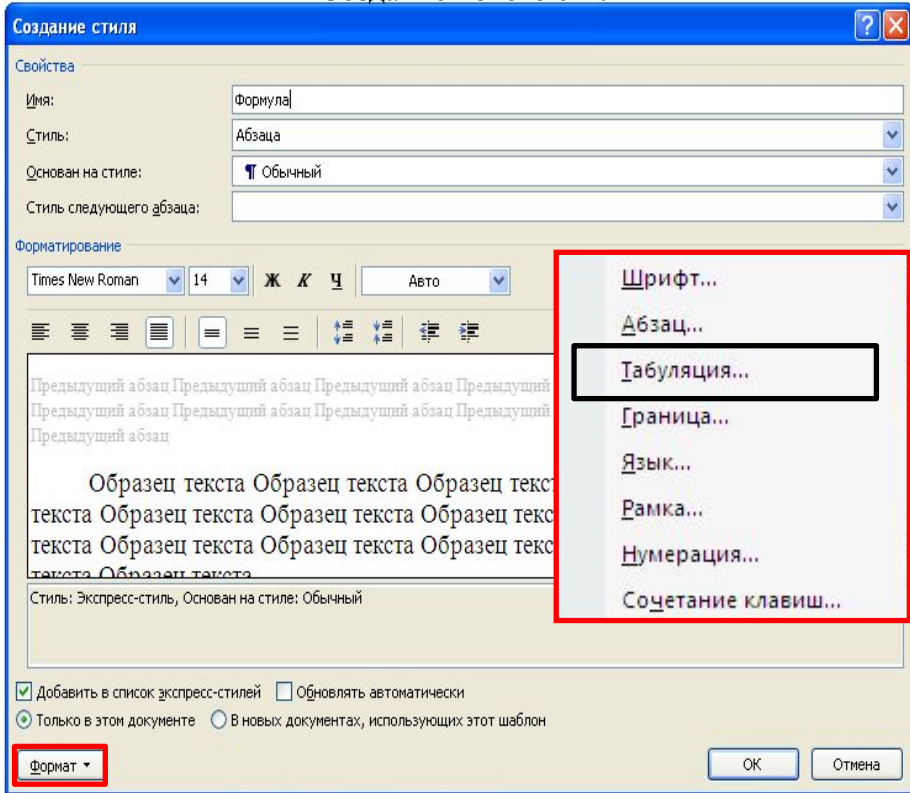 Создание стиля
Свойства
Имя: Формула
Стиль: Абзаца
Основан на стиле: ¶ Обычный
Стиль следующего абзаца:
Форматирование
Times New Roman 14 Ж К Ч Авто
Предыдущий абзац Предыдущий абзац Предыдущий абзац Предыдущий
Предыдущий абзац Предыдущий абзац Предыдущий абзац Предыдущий
Предыдущий абзац
Образец текста Образец текста Образец текс
текста Образец текста Образец текста Образец текс
текста Образец текста Образец текста Образец текс
текста Образец текста
Стиль: Экспресс-стиль, Основан на стиле: Обычный
Шрифт...
Абзац...
Табуляция...
Граница...
Язык...
Рамка...
Нумерация...
Сочетание клавиш...
Добавить в список экспресс-стилей Обновлять автоматически
Только в этом документе В новых документах, использующих этот шаблон
Формат
ОК Отмена